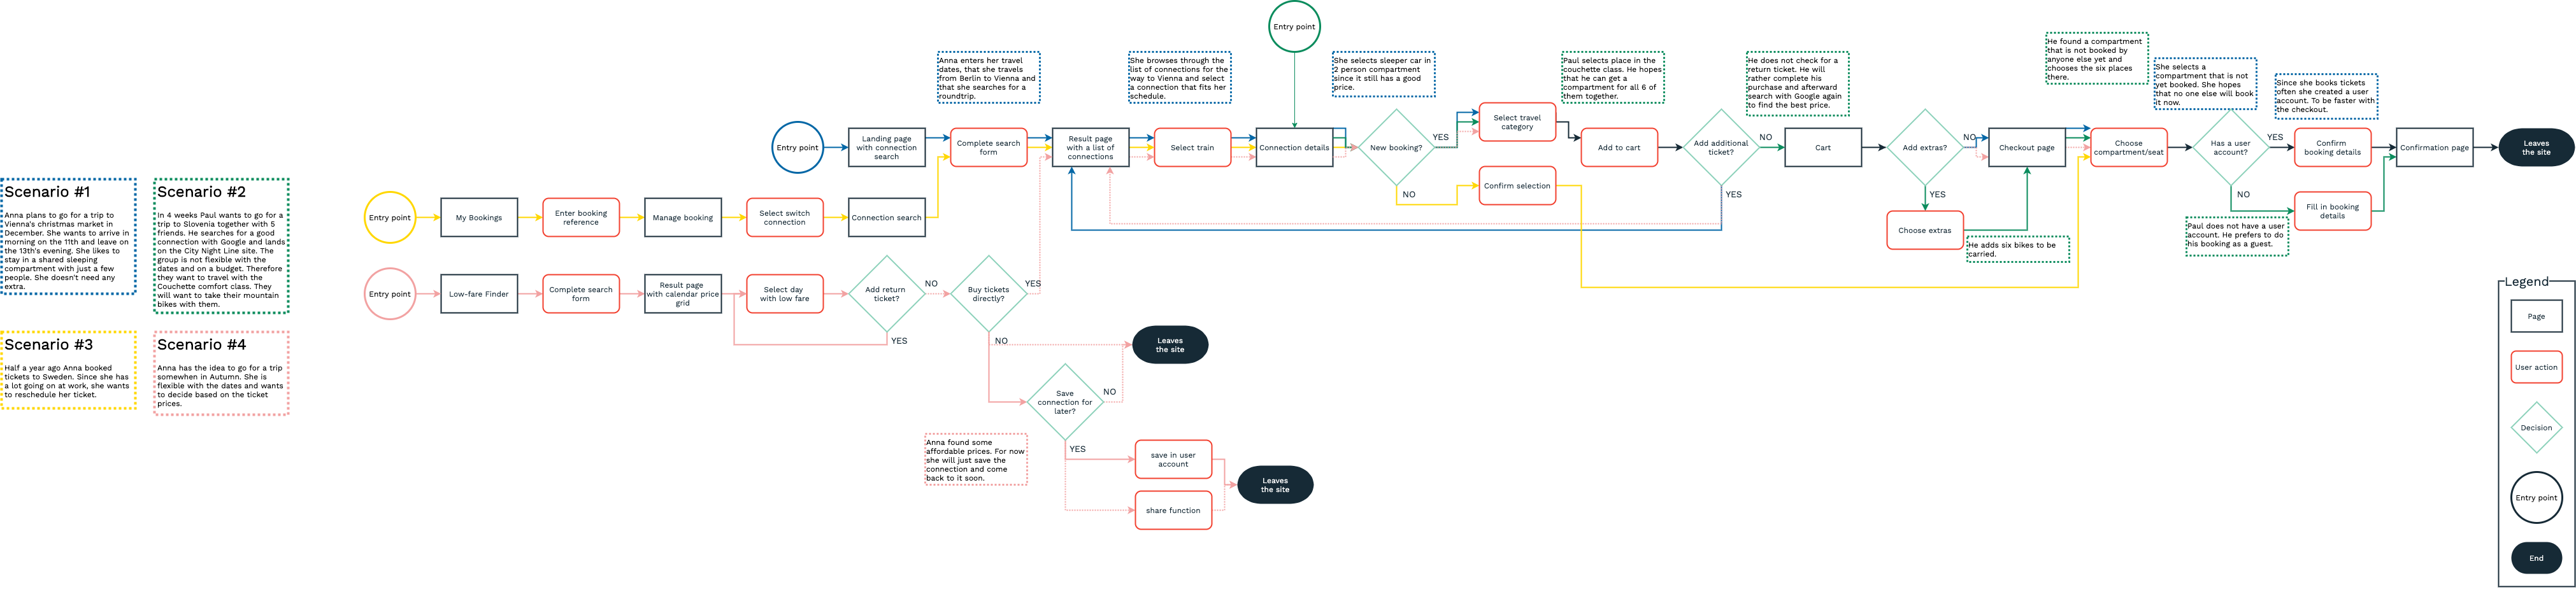 Entry point
Anna enters her travel
dates, that she travels
from Berlin to Vienna and
that she searches for a
roundtrip.
She browses through the
list of connections for the
way to Vienna and select
a connection that fits her
schedule.
She selects sleeper car in
2 person compartment
since it still has a good
price.
Paul selects place in the
couchette class. He hopes
that he can get a
compartment for all 6 of
them together.
He does not check for a
return ticket. He will
rather complete his
purchase and afterward
search with Google again
to find the best price.
He found a compartment
that is not booked by
anyone else yet and
chooses the six places
there.
She selects a
compartment that is not
yet booked. She hopes
that no one else will book
it now.
Since she books tickets
often she created a user
account. To be faster with
the checkout.
Entry point
Landing page
with connection
search
Complete search
form
Result page
with a list of
connections
Select train
Connection details
New booking?
YES
NO
Select travel
category
Confirm selection
Add to cart
Add additional
ticket?
NO
YES
Cart
Add extras?
NO
YES
Choose extras
He adds six bikes to be
carried.
Checkout page
Choose
compartment/seat
Has a user
account?
YES
NO
Paul does not have a user
account. He prefers to do
his booking as a guest.
Confirm
booking details
Fill in booking
details
Confirmation page
Leaves
the site
Scenario #1
Anna plans to go for a trip to
Vienna's christmas market in
December. She wants to arrive in
morning on the 11th and leave on
the 13th's evening. She likes to
stay in a shared sleeping
compartment with just a few
people. She doesn't need any
extra.
Scenario #2
In 4 weeks Paul wants to go for a
trip to Slovenia together with 5
friends. He searches for a good
connection with Google and lands
on the City Night Line site. The
group is not flexible with the
dates and on a budget. Therefore
they want to travel with the
Couchette comfort class. They
will want to take their mountain
bikes with them.
Scenario #3
Half a year ago Anna booked
tickets to Sweden. Since she has
a lot going on at work, she wants
to reschedule her ticket.
Scenario #4
Anna has the idea to go for a trip
somewhen in Autumn. She is
flexible with the dates and wants
to decide based on the ticket
prices.
Entry point
My Bookings
Enter booking
reference
Manage booking
Select switch
connection
Connection search
Entry point
Low-fare Finder
Complete search
form
Result page
with calendar price
grid
Select day
with low fare
Add return
ticket?
NO
YES
Buy tickets
directly?
YES
NO
Leaves
the site
Save
connection for
later?
NO
YES
Anna found some
affordable prices. For now
she will just save the
connection and come
back to it soon.
save in user
account
share function
Leaves
the site
Legend
Page
User action
Decision
Entry point
End